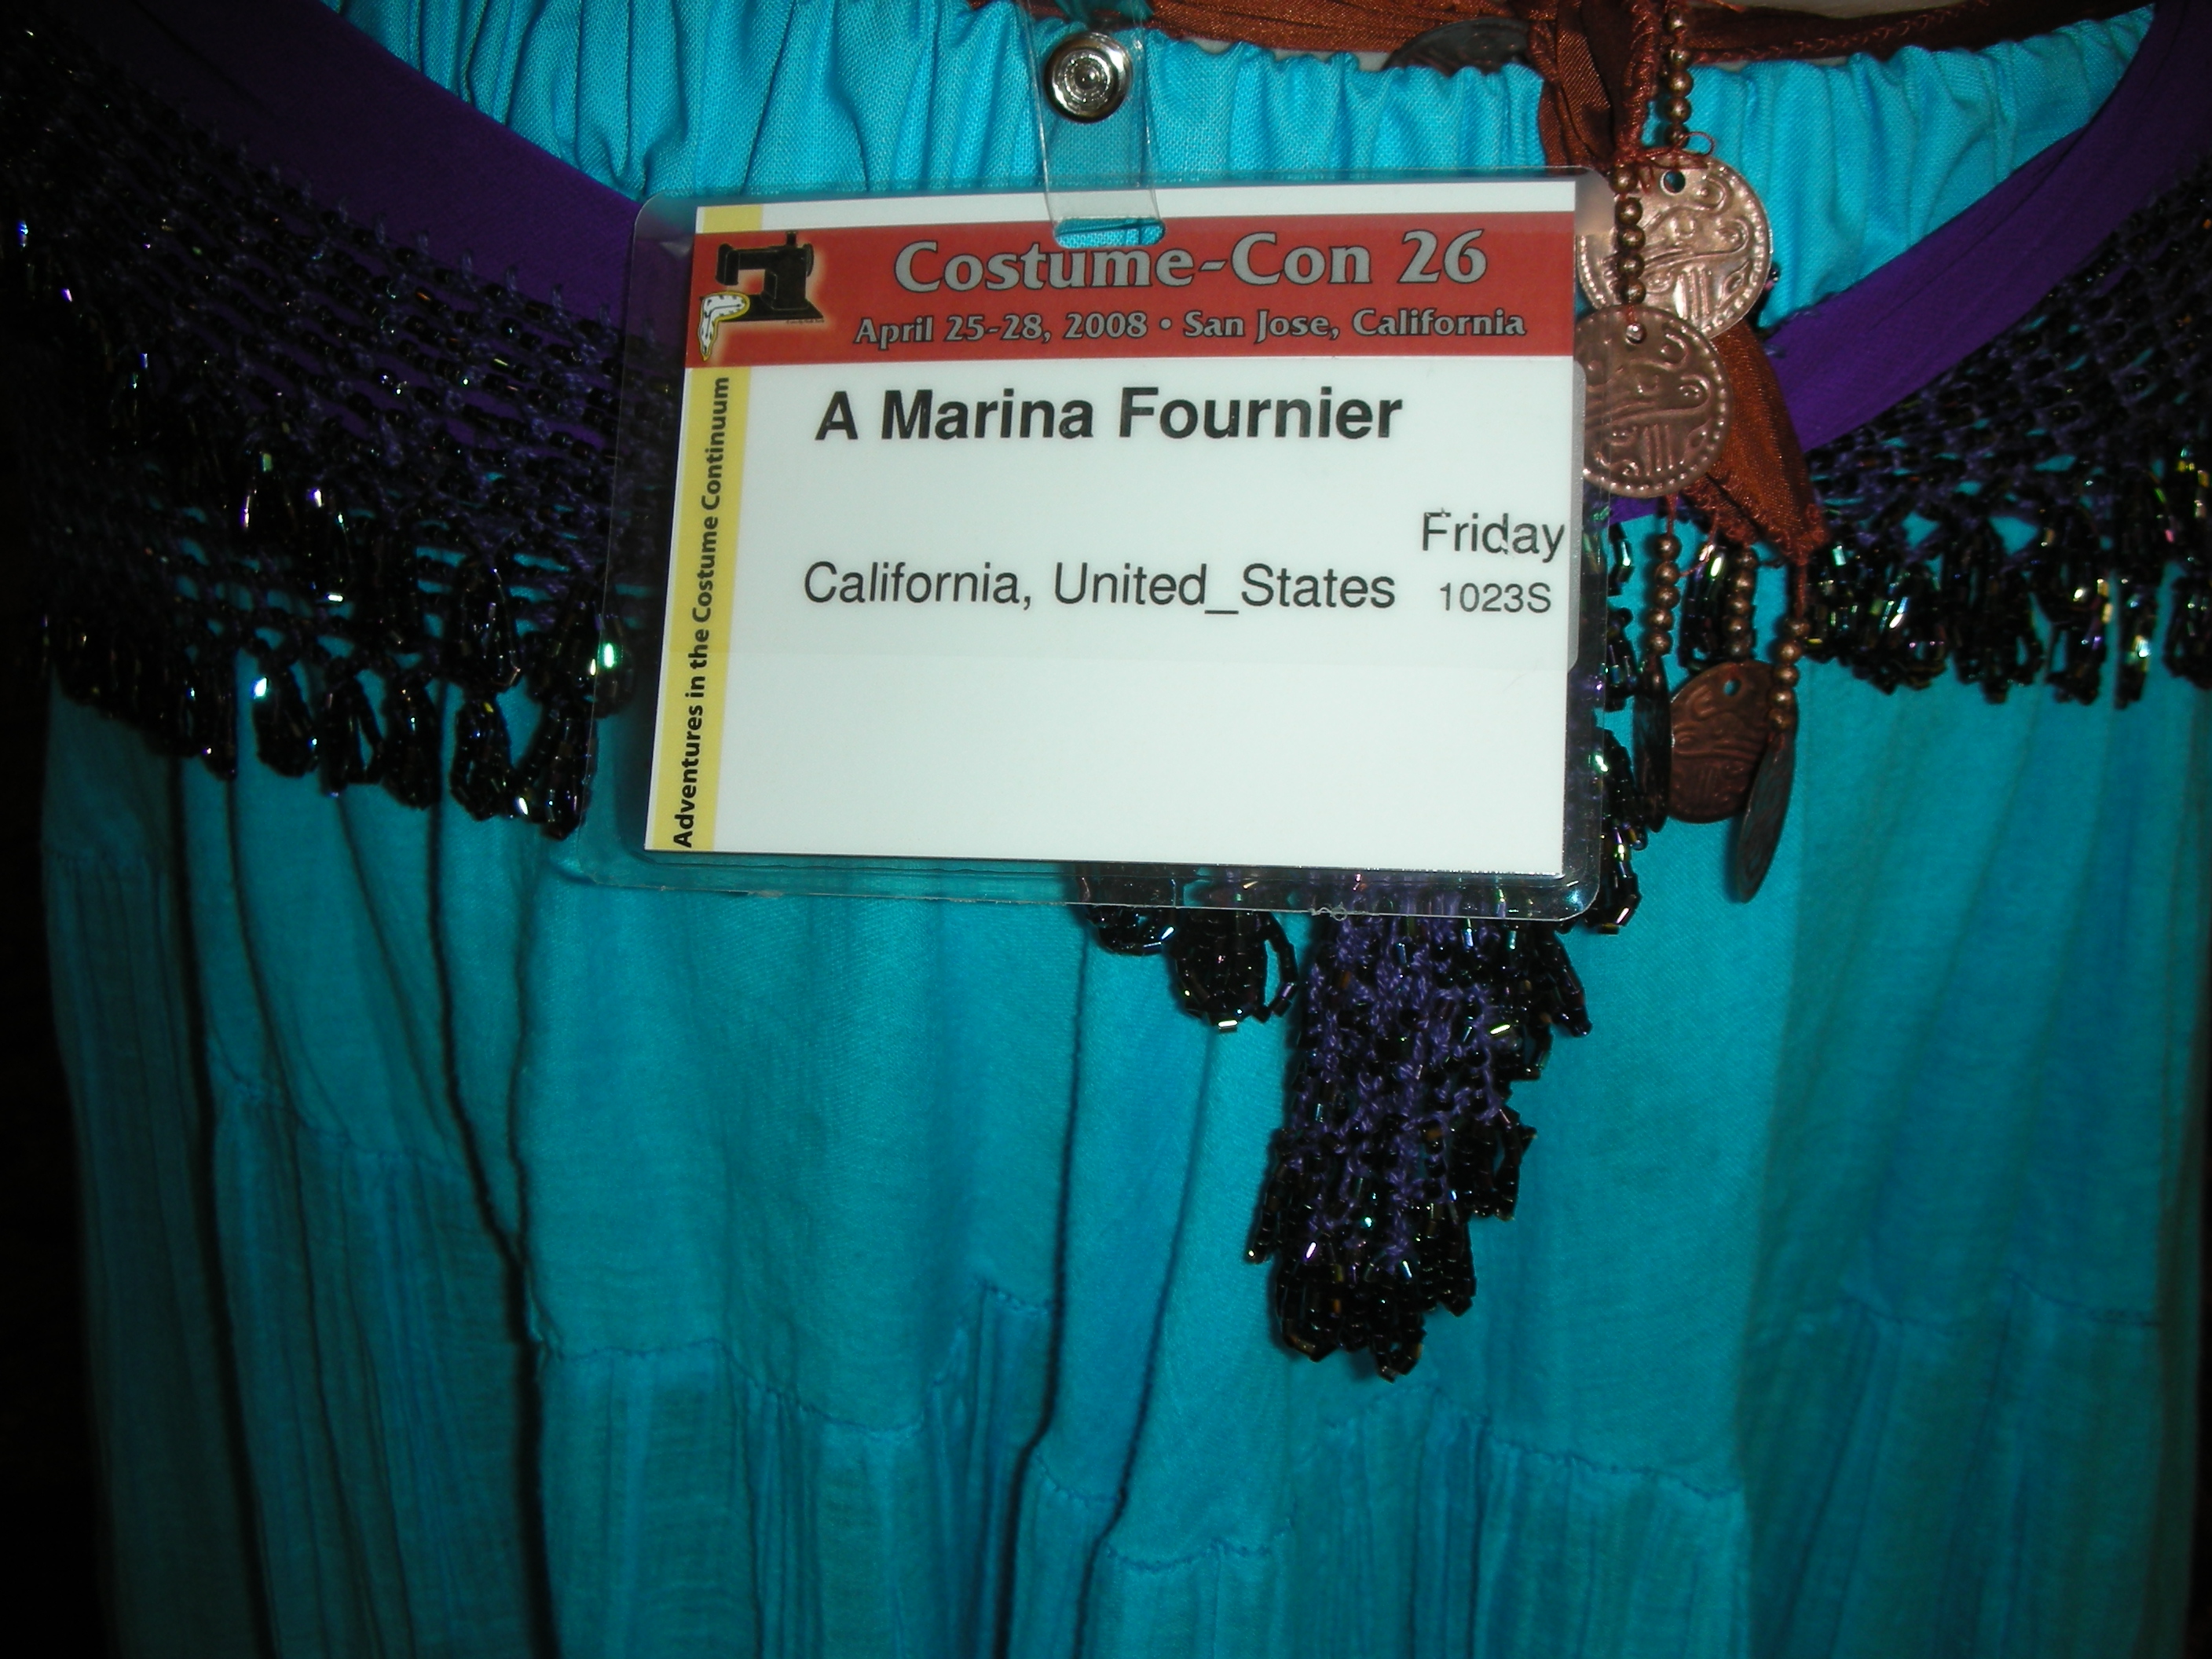 Costume-Con 26
April 25-28, 2008 • San Jose, California
Adventures in the Costume Continuum
A Marina Fournier
Friday
California, United_States 1023S